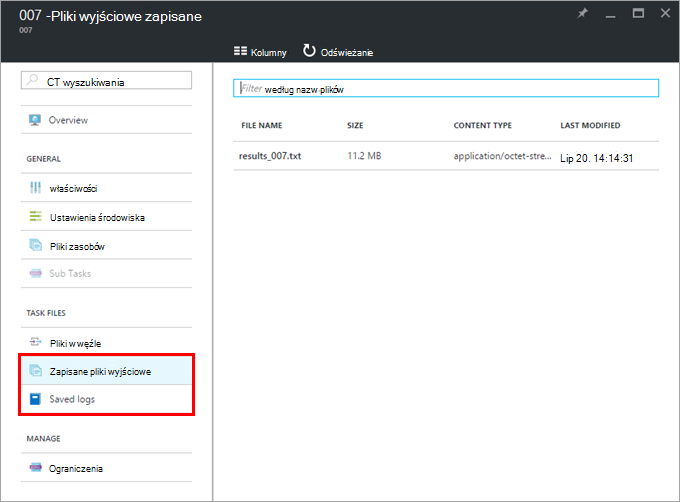 007 -Pliki wyjściowe zapisane
007
Kolumny Odświeżanie
CT wyszukiwania
Overview
GENERAL
właściwości
Ustawienia środowiska
Pliki zasobów
Sub Tasks
TASK FILES
Pliki w węźle
Zapisane pliki wyjściowe
Saved logs
MANAGE
Ograniczenia
Filter według nazw plików
FILE NAME SIZE CONTENT TYPE LAST MODIFIED
results_007.txt 11.2 MB application/octet-stre... Lip 20. 14:14:31